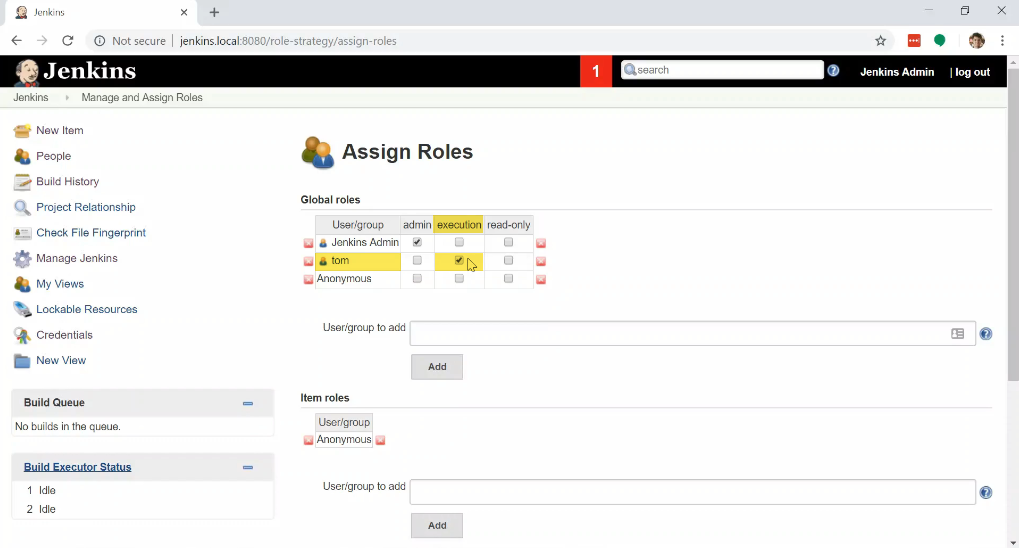 Jenkins
Not secure | jenkins.local:8080/role-strategy/assign-roles
Jenkins
1
search
Jenkins Admin
| log out
Jenkins
Manage and Assign Roles
New Item
People
Build History
Project Relationship
Check File Fingerprint
Manage Jenkins
My Views
Lockable Resources
Credentials
New View
Build Queue
No builds in the queue.
Build Executor Status
1 Idle
2 Idle
Assign Roles
Global roles
User/group admin execution read-only
Jenkins Admin
tom
Anonymous
User/group to add
Add
Item roles
User/group
Anonymous
User/group to add
Add